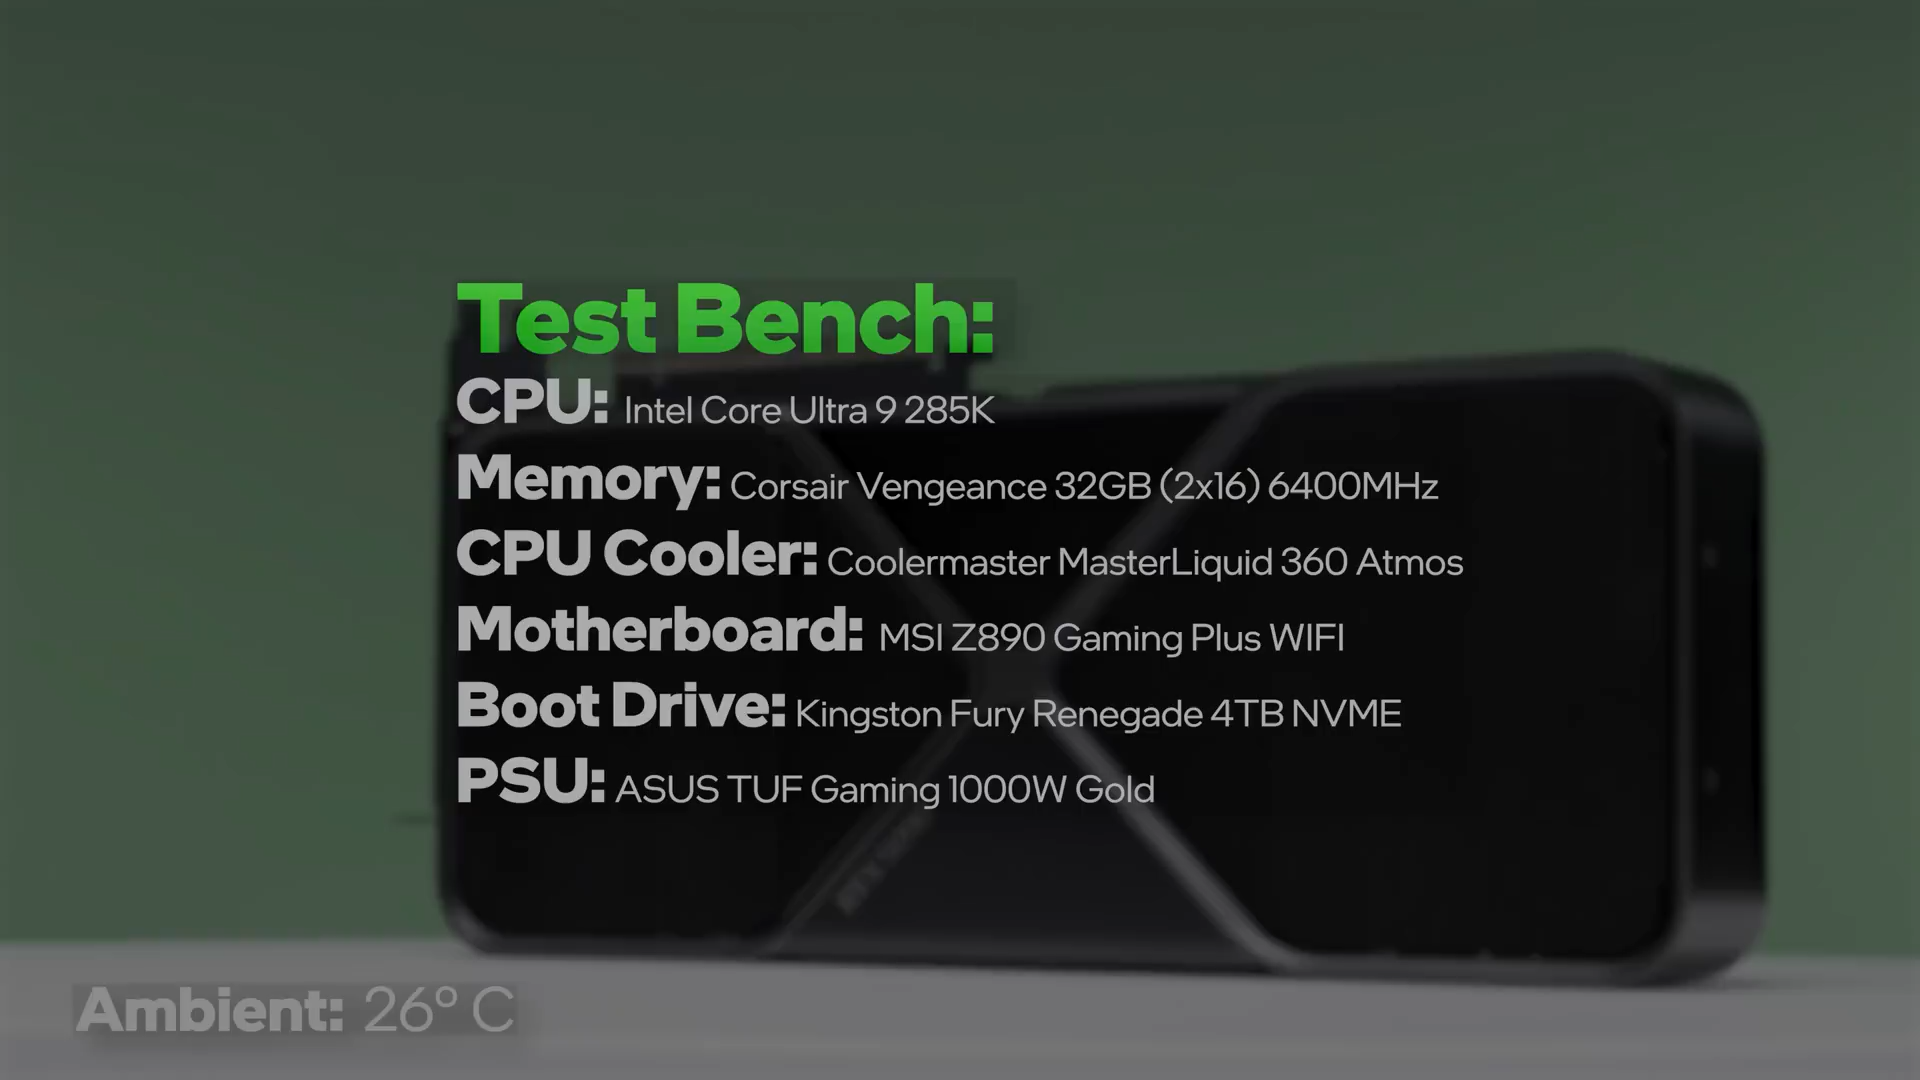 Test Bench:
CPU: Intel Core Ultra 9 285K
Memory: Corsair Vengeance 32GB (2x16) 6400MHz
CPU Cooler: Coolermaster MasterLiquid 360 Atmos
Motherboard: MSI Z890 Gaming Plus WIFI
Boot Drive: Kingston Fury Renegade 4TB NVME
PSU: ASUS TUF Gaming 1000W Gold
Ambient: 26° C